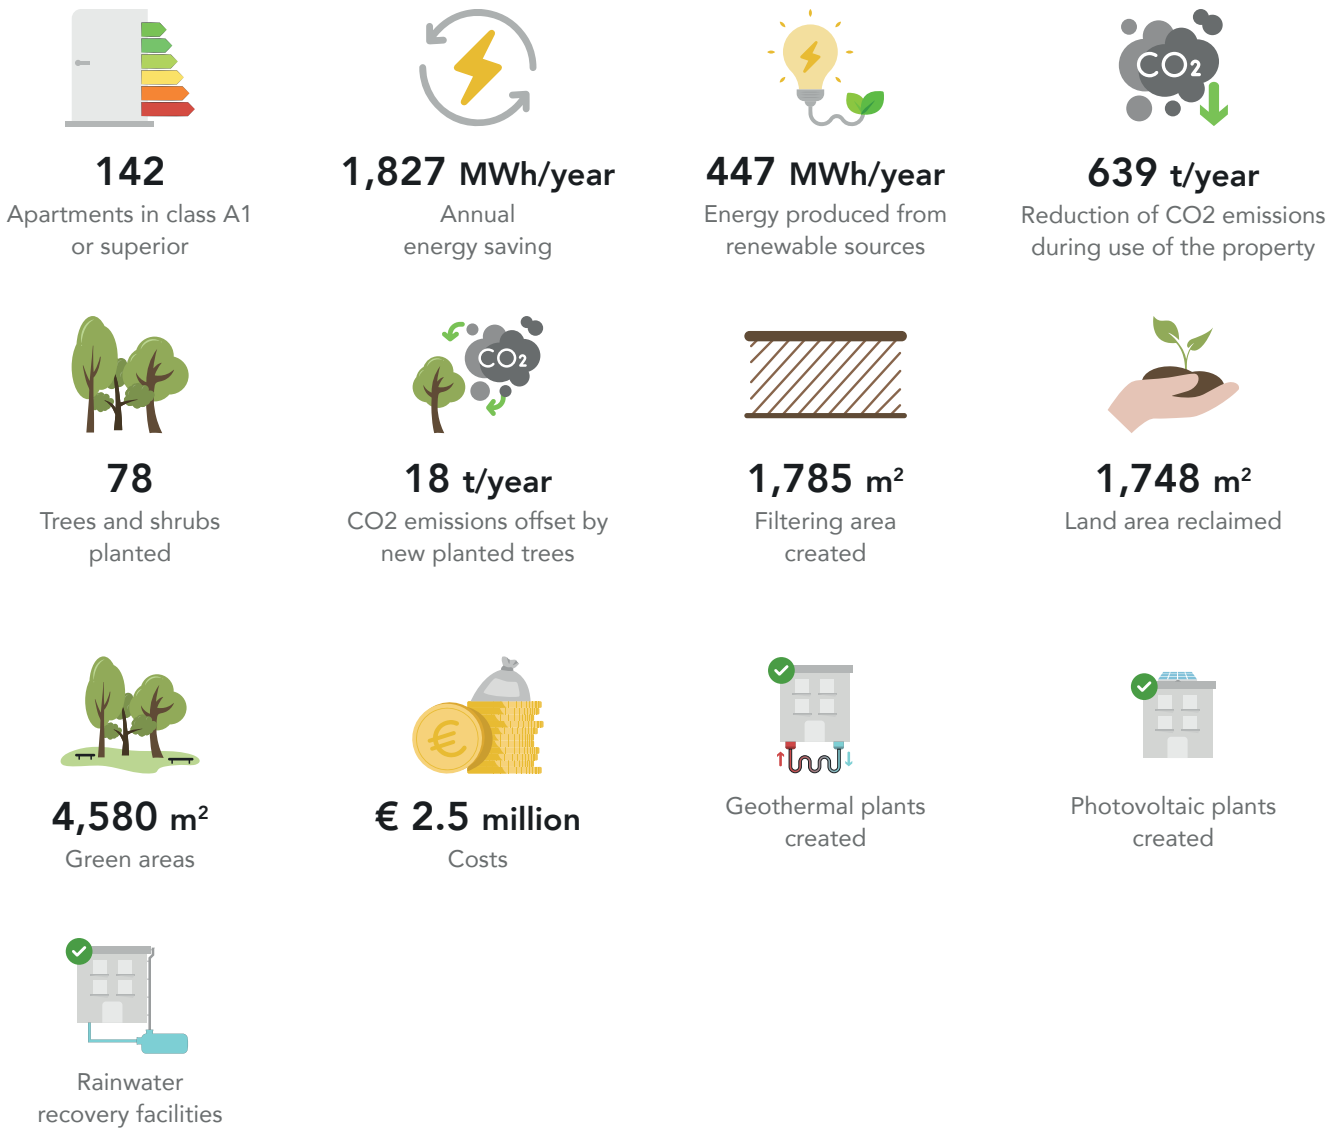 CO2
142
Apartments in class A1
or superior
1,827 MWh/year
Annual
energy saving
447 MWh/year
Energy produced from
renewable sources
639 t/year
Reduction of CO2 emissions
during use of the property
CO2
78
Trees and shrubs
planted
18 t/year
CO2 emissions offset by
new planted trees
1,785 m²
Filtering area
created
1,748 m²
Land area reclaimed
€
4,580 m²
Green areas
€ 2.5 million
Costs
Geothermal plants
created
Photovoltaic plants
created
Rainwater
recovery facilities